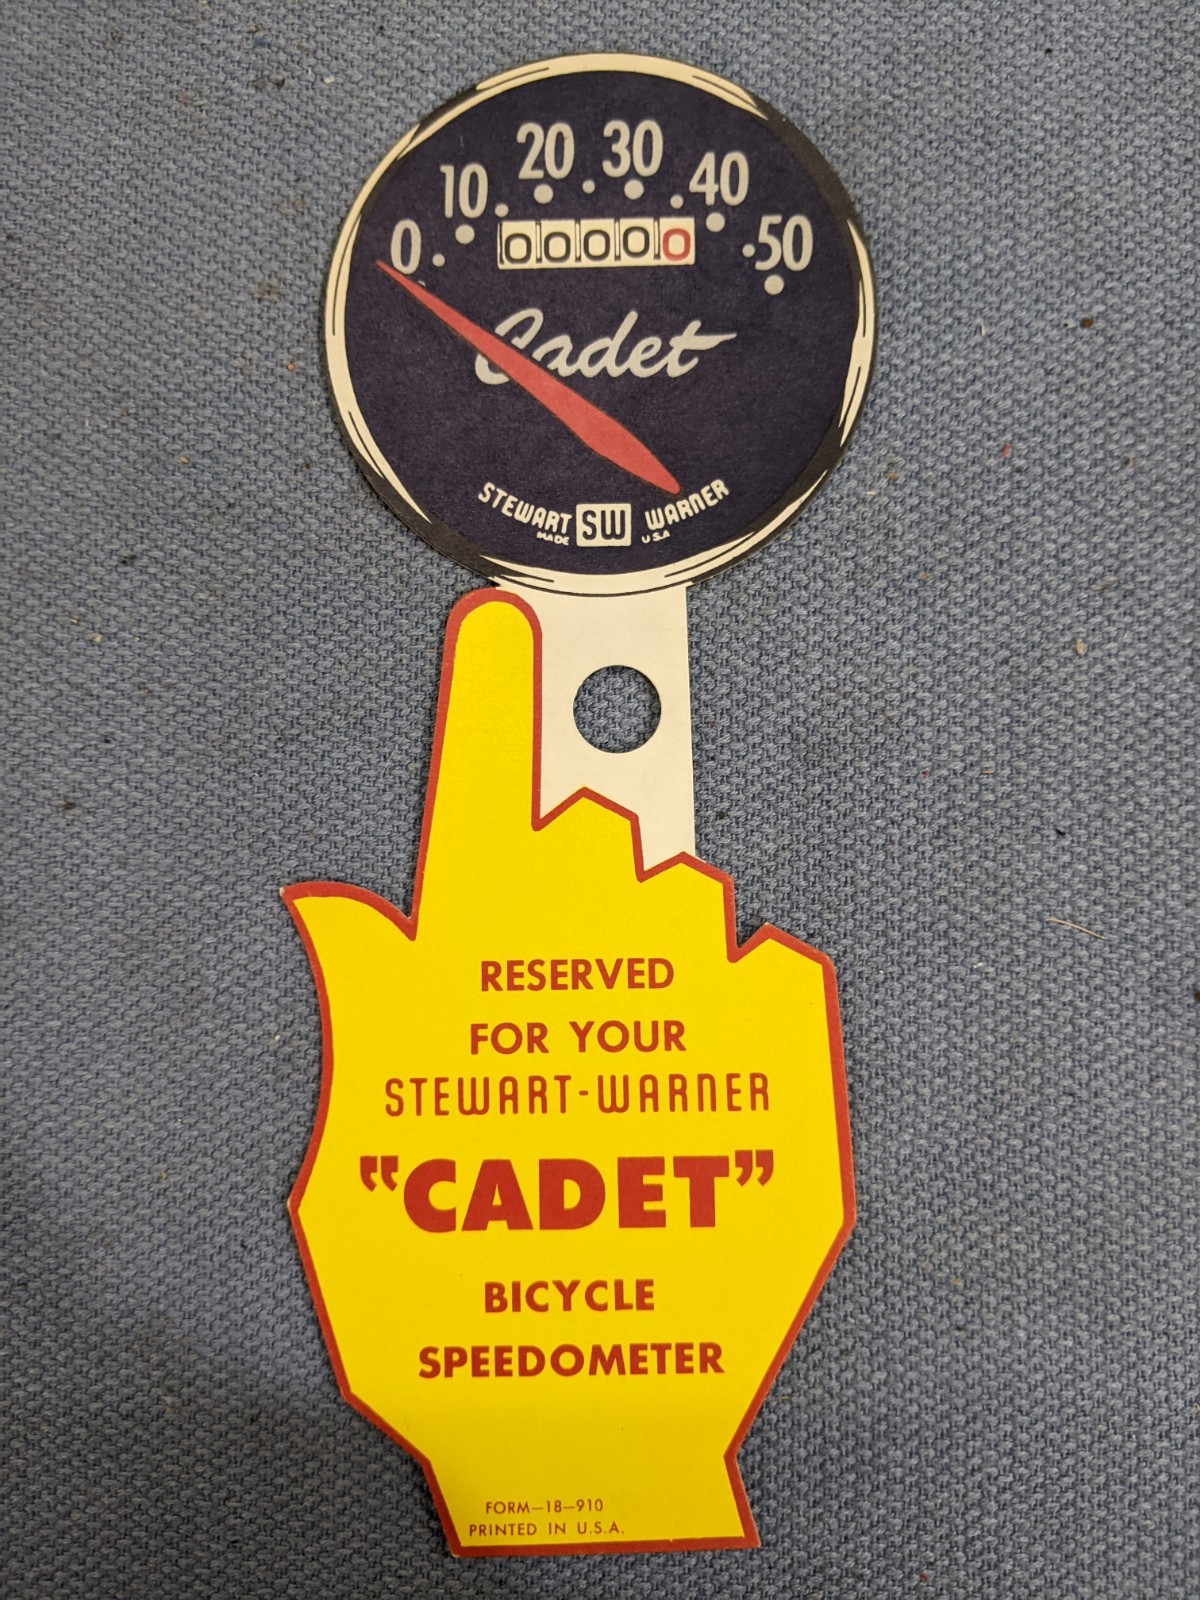 0 10 20 30 40 50
00000
Cadet
STEWART SW WARNER
MADE U.S.A
RESERVED
FOR YOUR
STEWART-WARNER
"CADET"
BICYCLE
SPEEDOMETER
FORM-18-910
PRINTED IN U.S.A.